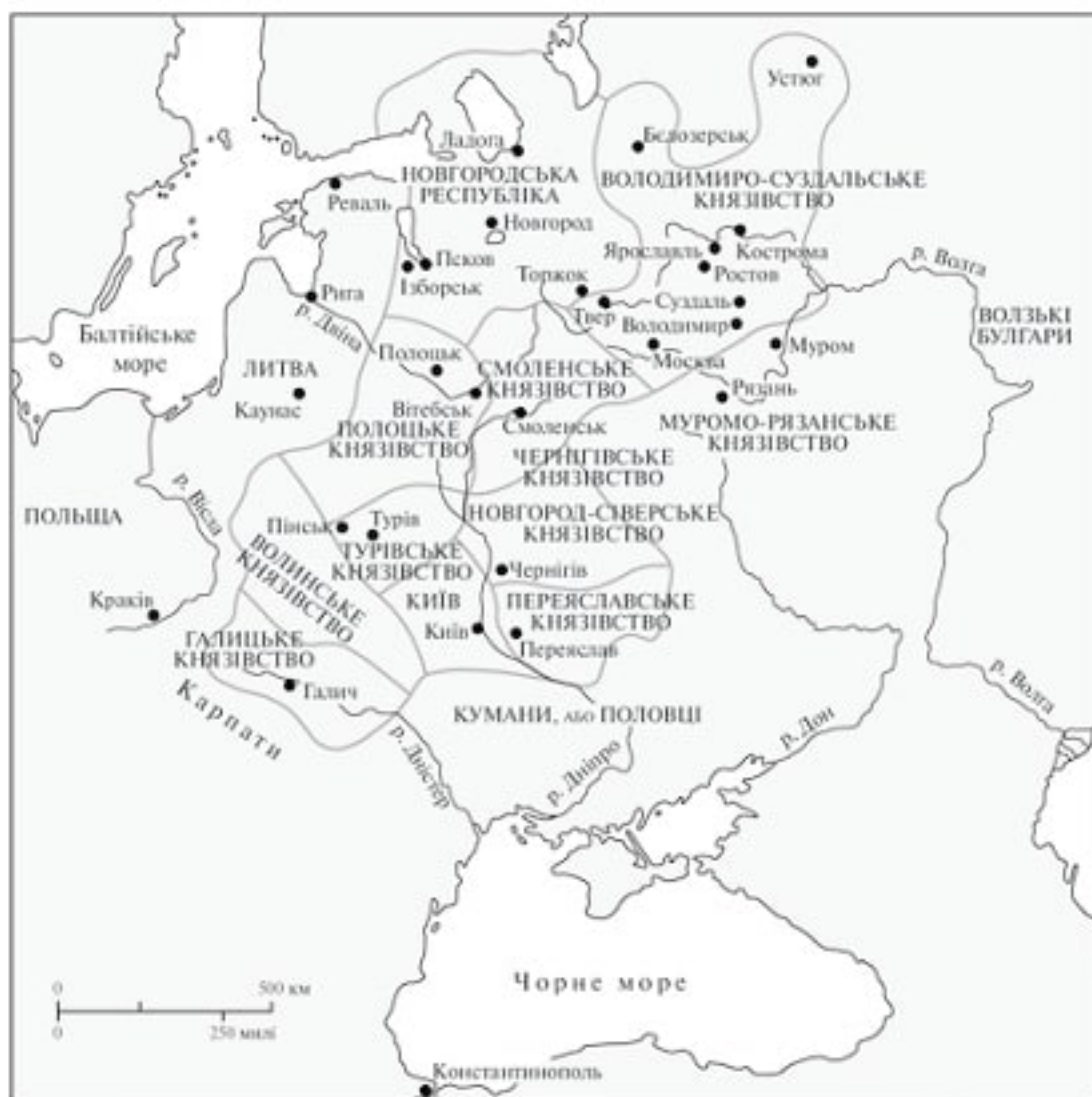 Устюг
Бєлозерськ
Ладога
НОВГОРОДСЬКА
РЕСПУБЛІКА
ВОЛОДИМИРО-СУЗДАЛЬСЬКЕ
КНЯЗІВСТВО
Реваль
Новгород
Кострома
Ярославль
Псков
Ізборськ
Ростов
р. Волга
Торжок
Рига
Твер
Суздаль
р. Двіна
Володимир
ВОЛЗЬКІ
БУЛГАРИ
Балтійське
море
Полоцьк
Москва
Муром
ЛИТВА
СМОЛЕНСЬКЕ
КНЯЗІВСТВО
Рязань
Каунас
Вітебськ
Смоленськ
МУРОМО-РЯЗАНСЬКЕ
КНЯЗІВСТВО
ПОЛОЦЬКЕ
КНЯЗІВСТВО
ЧЕРНІГІВСЬКЕ
КНЯЗІВСТВО
р. Вісла
ПОЛЬЩА
Пінськ
Турів
НОВГОРОД-СІВЕРСЬКЕ
КНЯЗІВСТВО
ТУРІВСЬКЕ
КНЯЗІВСТВО
ВОЛИНСЬКЕ
КНЯЗІВСТВО
Чернігів
Краків
КИЇВ
ПЕРЕЯСЛАВСЬКЕ
КНЯЗІВСТВО
Київ
Переяслав
ГАЛИЦЬКЕ
КНЯЗІВСТВО
Галич
Карпати
р. Волга
КУМАНИ, АБО ПОЛОВЦІ
р. Дон
р. Дністер
р. Дніпро
Чорне море
0 500 км
0 250 милі
Константинополь